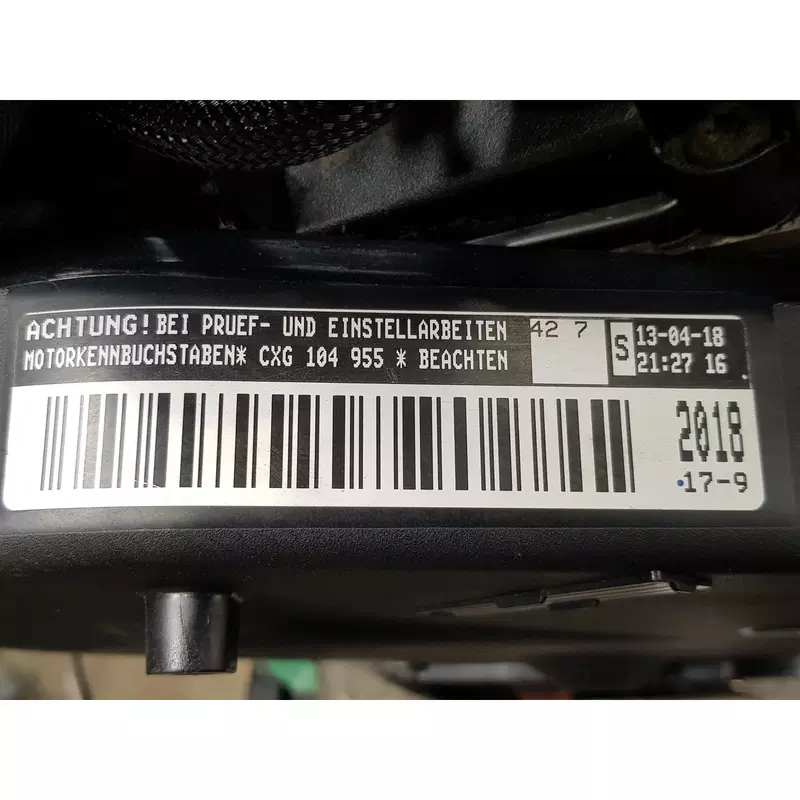 ACHTUNG! BEI PRUEF- UND EINSTELLARBEITEN
MOTORKENNBUCHSTABEN* CXG 104 955 * BEACHTEN
42 7
S
13-04-18
21:27 16
2018
17-9